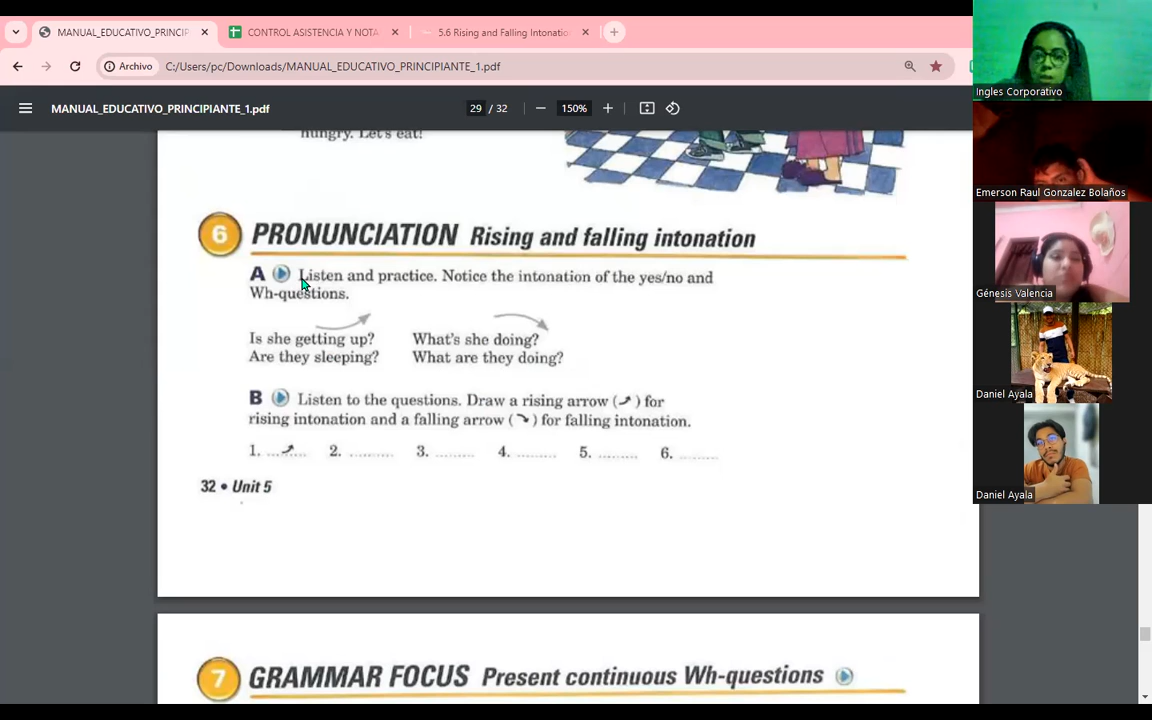 MANUAL_EDUCATIVO_PRINCIP
CONTROL ASISTENCIA Y NOTA
5.6 Rising and Falling Intonatio
Archivo
C:/Users/pc/Downloads/MANUAL_EDUCATIVO_PRINCIPIANTE_1.pdf
MANUAL_EDUCATIVO_PRINCIPIANTE_1.pdf
29 / 32
150%
hungry. Let's eat!
6 PRONUNCIATION Rising and falling intonation
A Listen and practice. Notice the intonation of the yes/no and
Wh-questions.
Is she getting up? What's she doing?
Are they sleeping? What are they doing?
B Listen to the questions. Draw a rising arrow (⤴) for
rising intonation and a falling arrow (⤵) for falling intonation.
1. ...⤴... 2. .......... 3. ......... 4. ......... 5. ......... 6. .........
32 • Unit 5
7 GRAMMAR FOCUS Present continuous Wh-questions
Ingles Corporativo
Emerson Raul Gonzalez Bolaños
Génesis Valencia
Daniel Ayala
Daniel Ayala